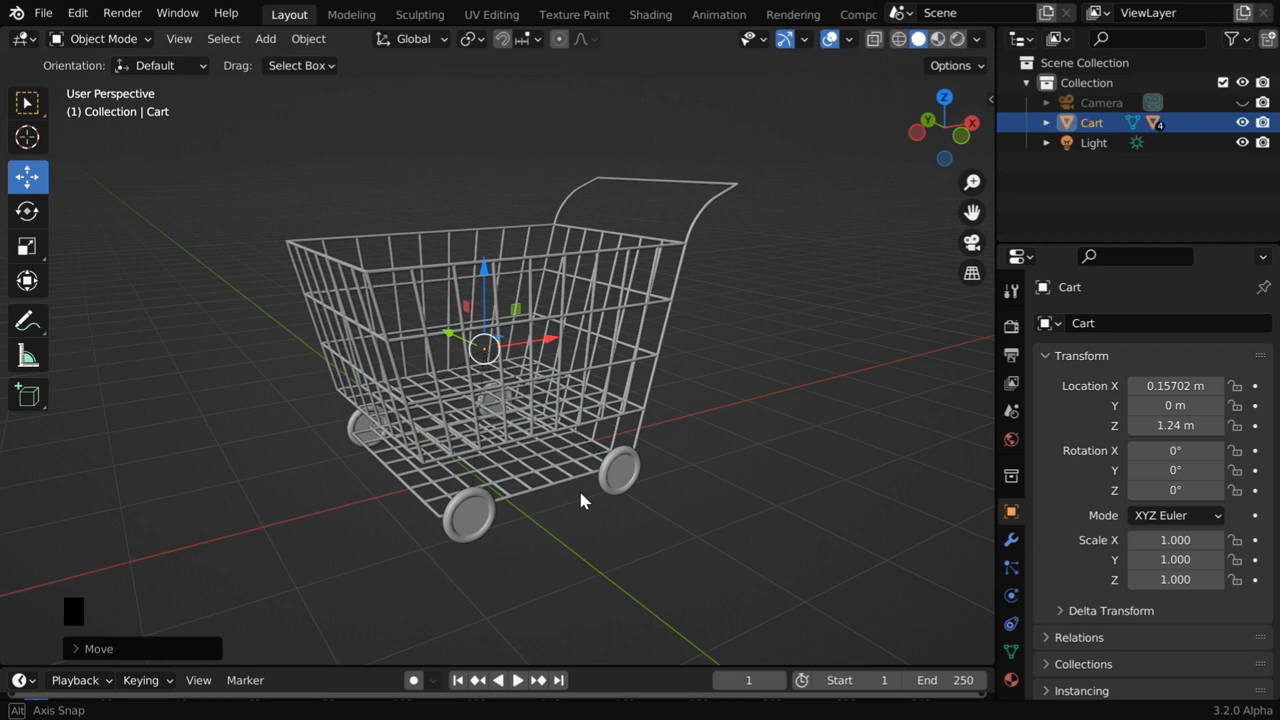 File Edit Render Window Help Layout Modeling Sculpting UV Editing Texture Paint Shading Animation Rendering Compc Scene ViewLayer
Object Mode View Select Add Object Global
Orientation: Default Drag: Select Box Options
User Perspective
(1) Collection | Cart
Z
Y
X
Move
Playback Keying View Marker 1 Start 1 End 250
Alt Axis Snap
Scene Collection
Collection
Camera
Cart 4
Light
Cart
Cart
Transform
Location X 0.15702 m
Y 0 m
Z 1.24 m
Rotation X 0°
Y 0°
Z 0°
Mode XYZ Euler
Scale X 1.000
Y 1.000
Z 1.000
Delta Transform
Relations
Collections
Instancing
3.2.0 Alpha